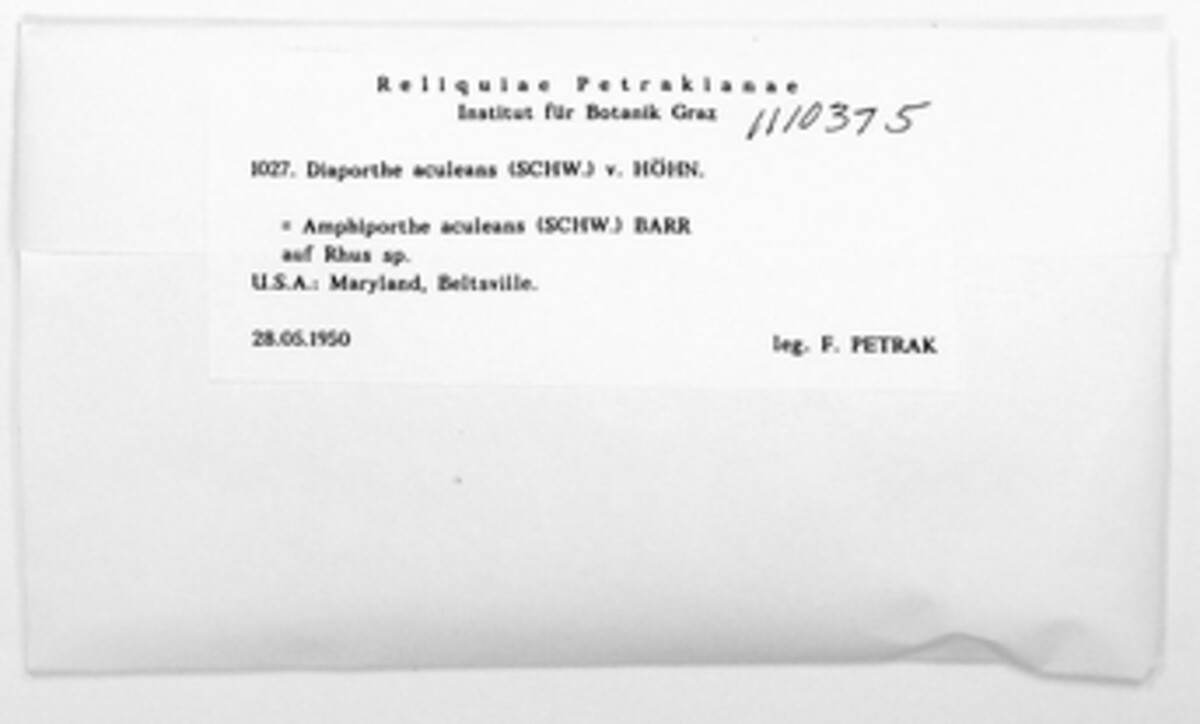 Reliquiae Petrakianae
Institut für Botanik Graz 1110375
1027. Diaporthe aculeans (SCHW.) v. HÖHN.
= Amphiporthe aculeans (SCHW.) BARR
auf Rhus sp.
U.S.A.: Maryland, Beltsville.
28.05.1950 leg. F. PETRAK